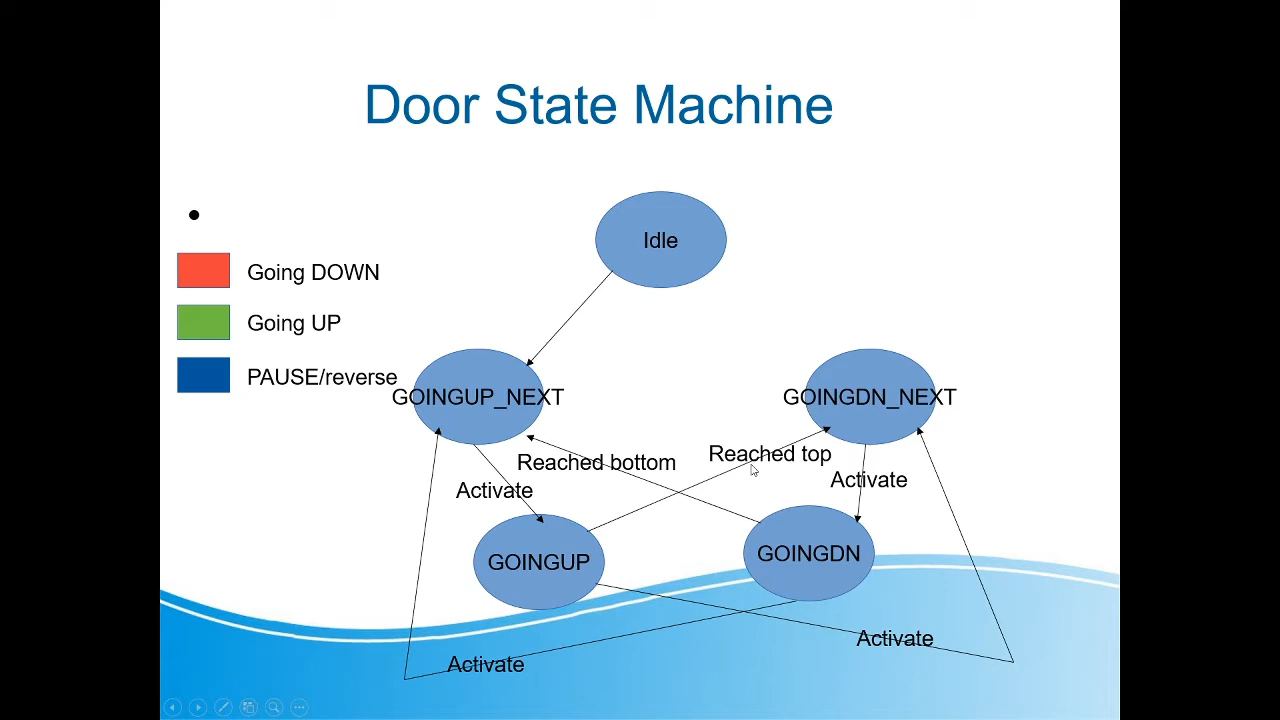 Door State Machine
•
Idle
Going DOWN
Going UP
PAUSE/reverse
GOINGUP_NEXT
GOINGDN_NEXT
Reached bottom
Reached top
Activate
Activate
GOINGUP
GOINGDN
Activate
Activate